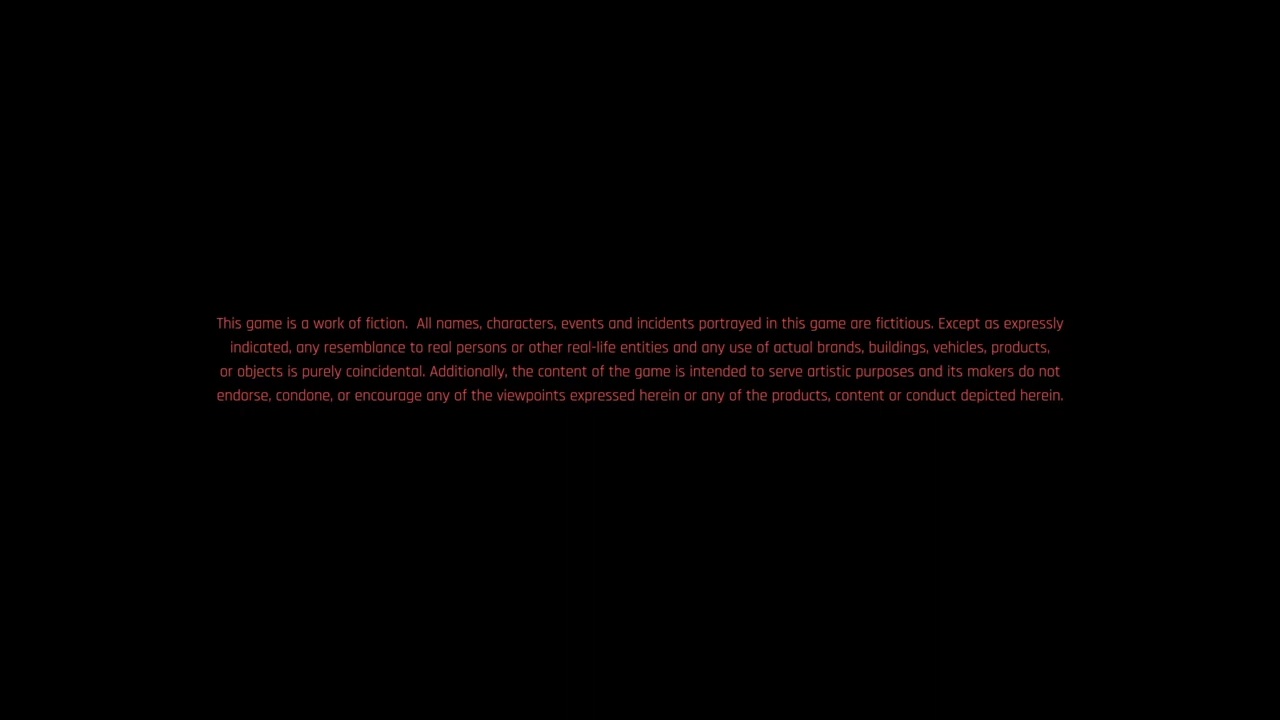 This game is a work of fiction.  All names, characters, events and incidents portrayed in this game are fictitious. Except as expressly
indicated, any resemblance to real persons or other real-life entities and any use of actual brands, buildings, vehicles, products,
or objects is purely coincidental. Additionally, the content of the game is intended to serve artistic purposes and its makers do not
endorse, condone, or encourage any of the viewpoints expressed herein or any of the products, content or conduct depicted herein.